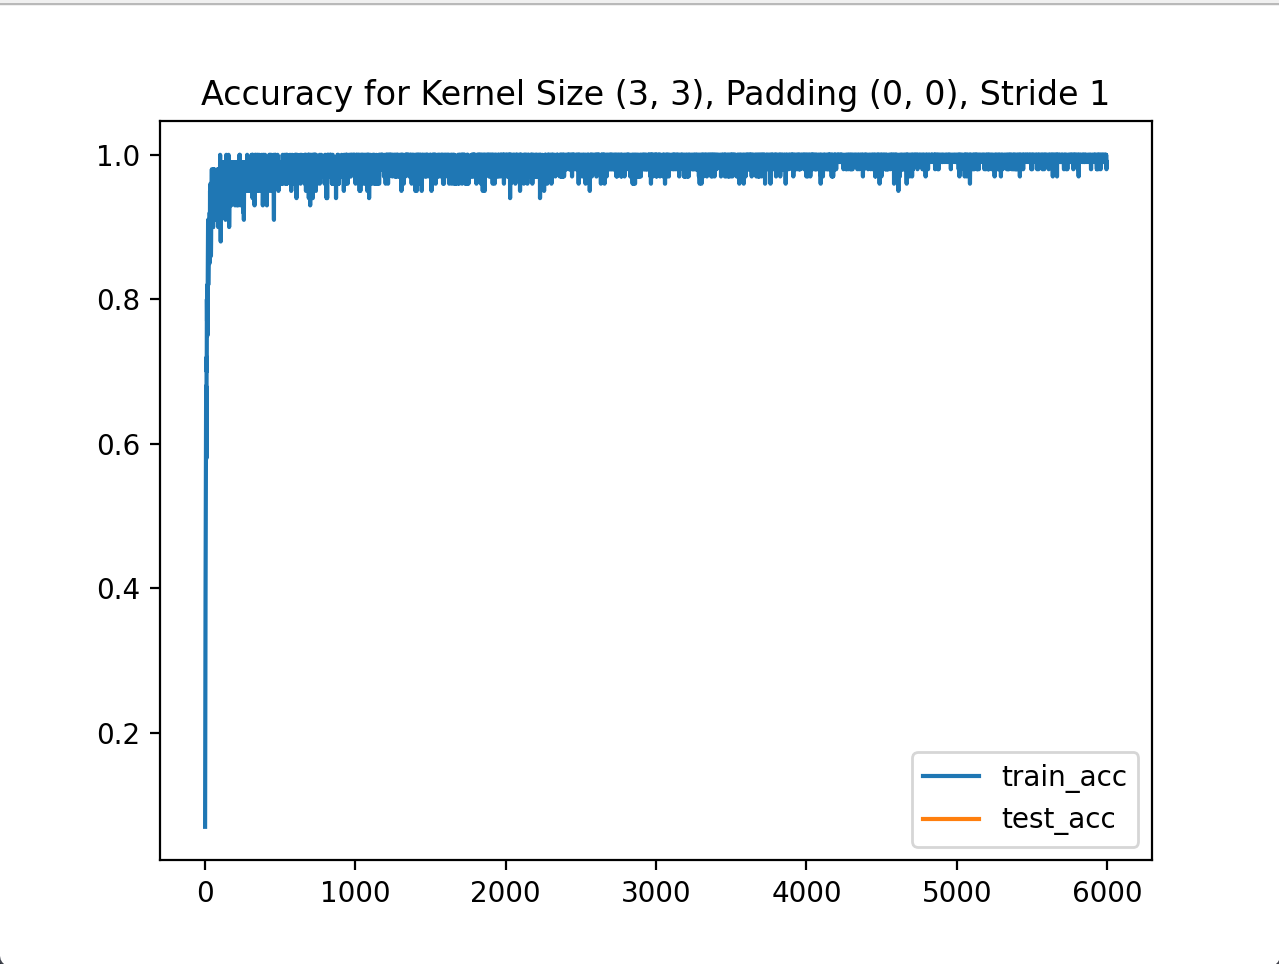 Accuracy for Kernel Size (3, 3), Padding (0, 0), Stride 1
1.0
0.8
0.6
0.4
0.2
train_acc
test_acc
0 1000 2000 3000 4000 5000 6000